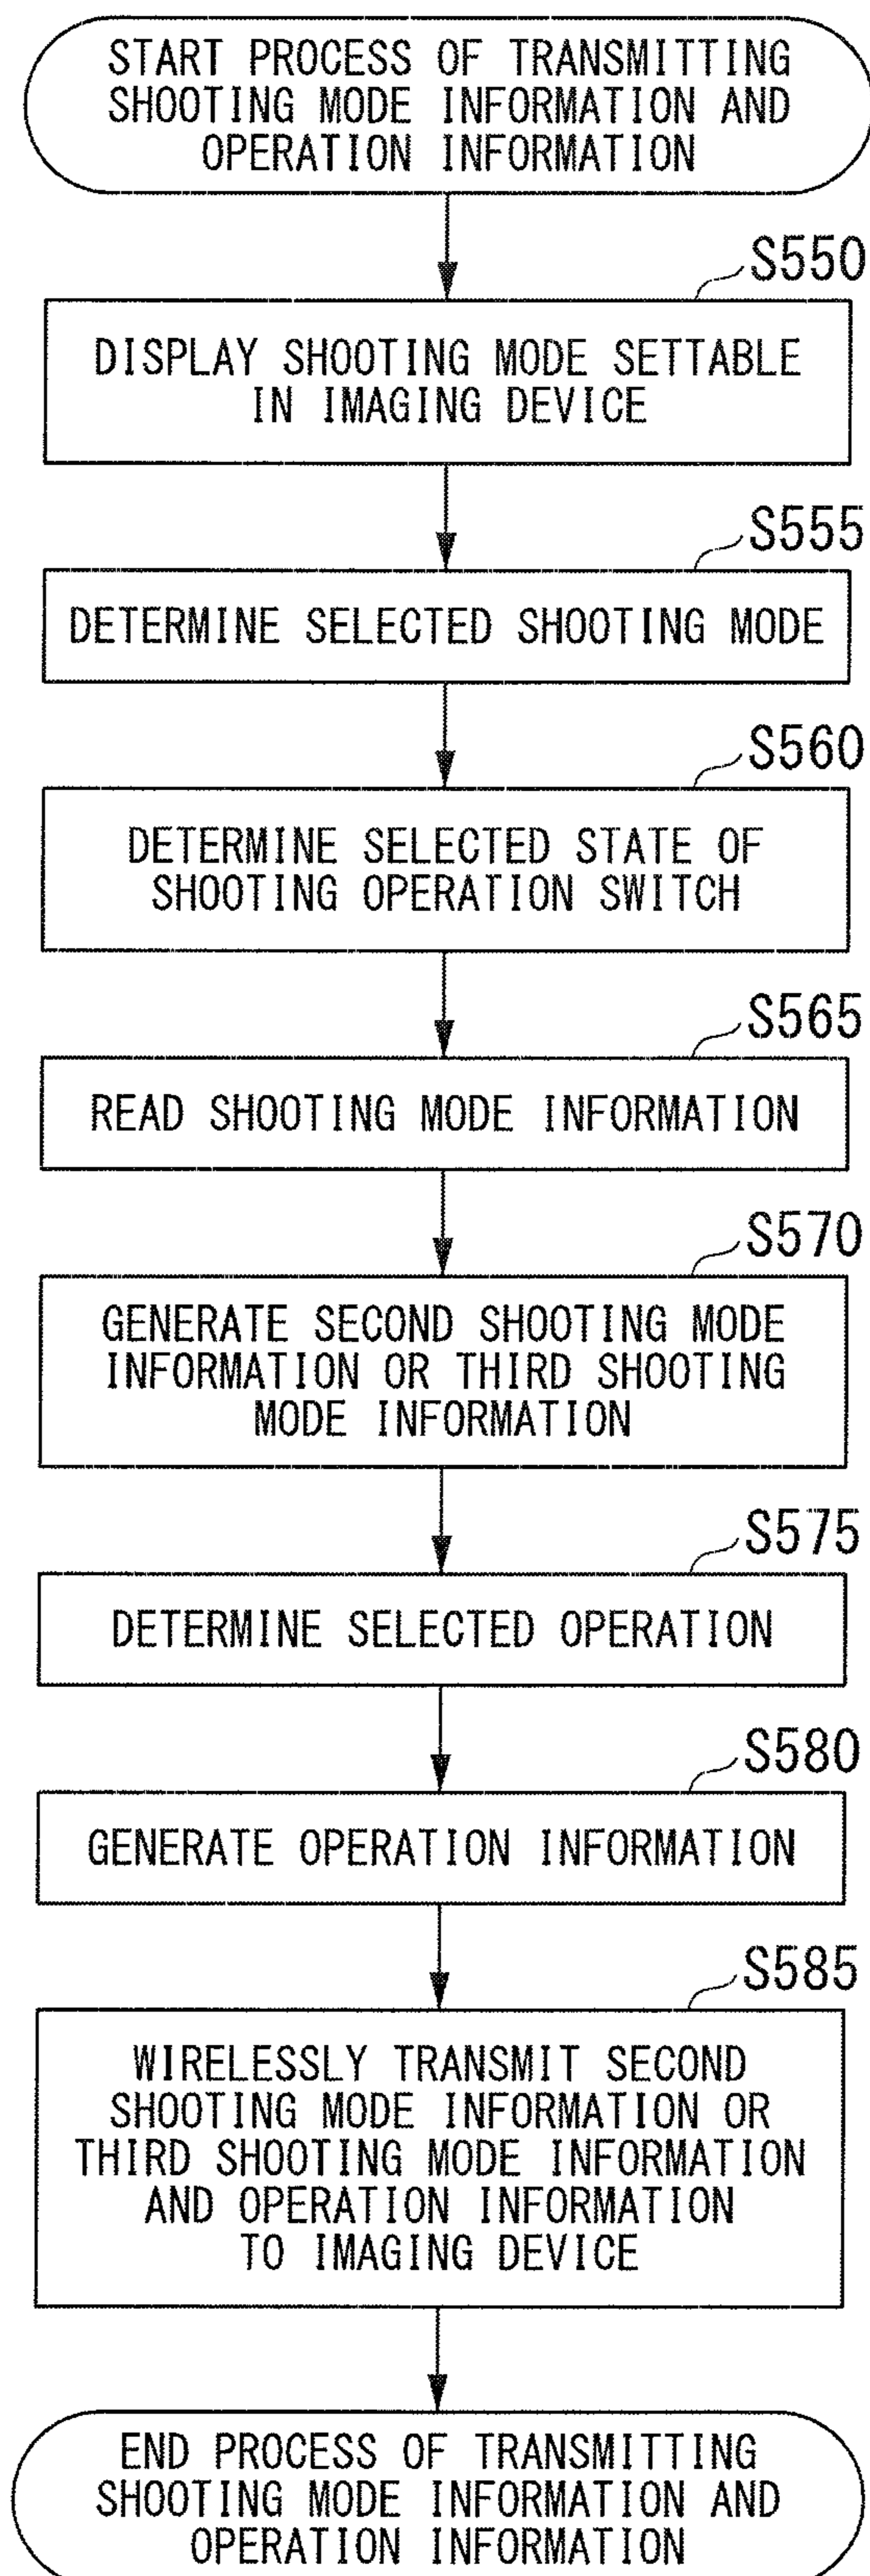 START PROCESS OF TRANSMITTING
SHOOTING MODE INFORMATION AND
OPERATION INFORMATION
S550
DISPLAY SHOOTING MODE SETTABLE
IN IMAGING DEVICE
S555
DETERMINE SELECTED SHOOTING MODE
S560
DETERMINE SELECTED STATE OF
SHOOTING OPERATION SWITCH
S565
READ SHOOTING MODE INFORMATION
S570
GENERATE SECOND SHOOTING MODE
INFORMATION OR THIRD SHOOTING
MODE INFORMATION
S575
DETERMINE SELECTED OPERATION
S580
GENERATE OPERATION INFORMATION
S585
WIRELESSLY TRANSMIT SECOND
SHOOTING MODE INFORMATION OR
THIRD SHOOTING MODE INFORMATION
AND OPERATION INFORMATION
TO IMAGING DEVICE
END PROCESS OF TRANSMITTING
SHOOTING MODE INFORMATION AND
OPERATION INFORMATION